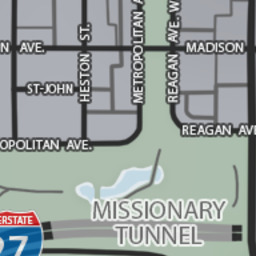 N AVE.
MADISON
ST-JOHN
HESTON ST.
METROPOLITAN A
REAGAN AVE. W
REAGAN AVE
OPOLITAN AVE.
MISSIONARY
TUNNEL
ERSTATE
27